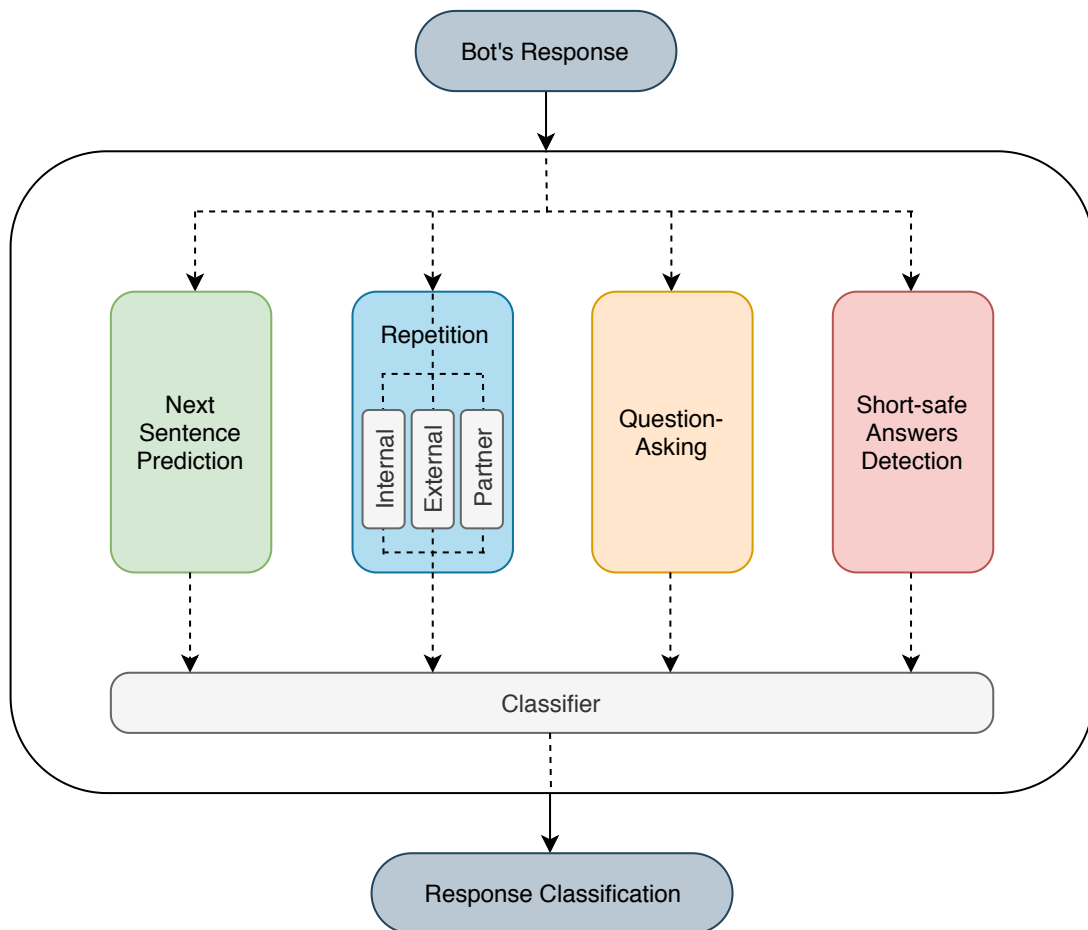 Bot's Response
Next
Sentence
Prediction
Repetition
Internal
External
Partner
Question-
Asking
Short-safe
Answers
Detection
Classifier
Response Classification